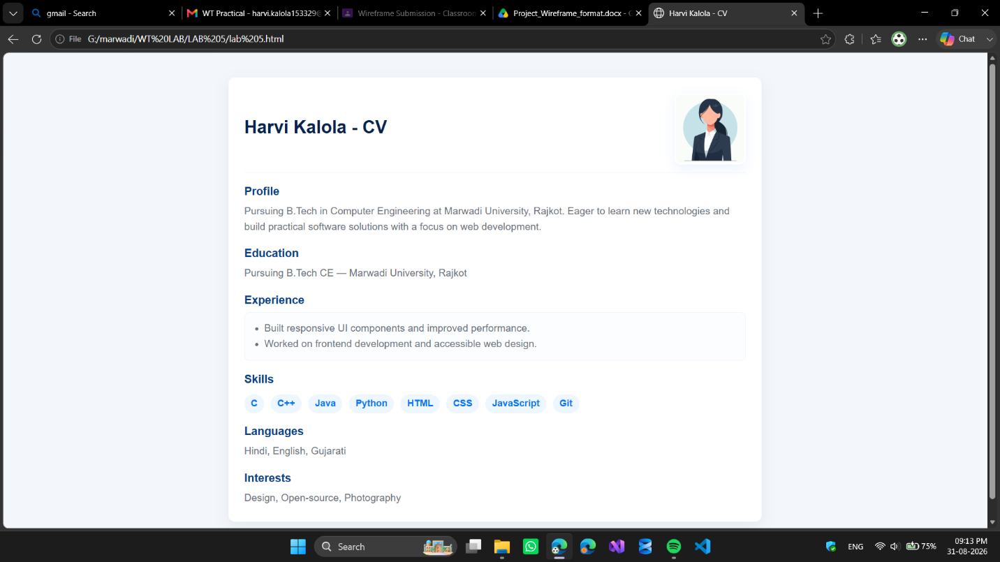 gmail - Search
WT Practical - harvi.kalola153329@
Wireframe Submission - Classroom
Project_Wireframe_format.docx - G
Harvi Kalola - CV
File G:/marwadi/WT%20LAB/LAB%205/lab%205.html
Chat
Harvi Kalola - CV
Profile
Pursuing B.Tech in Computer Engineering at Marwadi University, Rajkot. Eager to learn new technologies and
build practical software solutions with a focus on web development.
Education
Pursuing B.Tech CE — Marwadi University, Rajkot
Experience
• Built responsive UI components and improved performance.
• Worked on frontend development and accessible web design.
Skills
C C++ Java Python HTML CSS JavaScript Git
Languages
Hindi, English, Gujarati
Interests
Design, Open-source, Photography
Search
ENG
75%
09:13 PM
31-08-2026